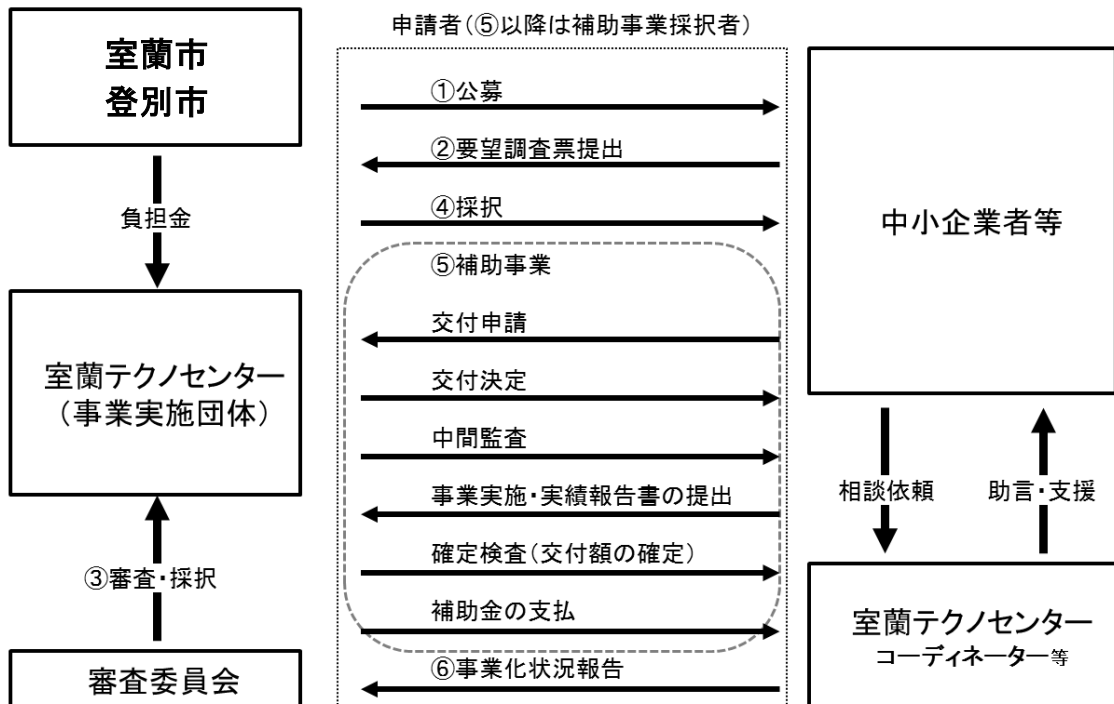 申請者（⑤以降は補助事業採択者）
室蘭市
登別市
負担金
室蘭テクノセンター
（事業実施団体）
③審査・採択
審査委員会
①公募
②要望調査票提出
④採択
⑤補助事業
交付申請
交付決定
中間監査
事業実施・実績報告書の提出
確定検査（交付額の確定）
補助金の支払
⑥事業化状況報告
中小企業者等
相談依頼
助言・支援
室蘭テクノセンター
コーディネーター等